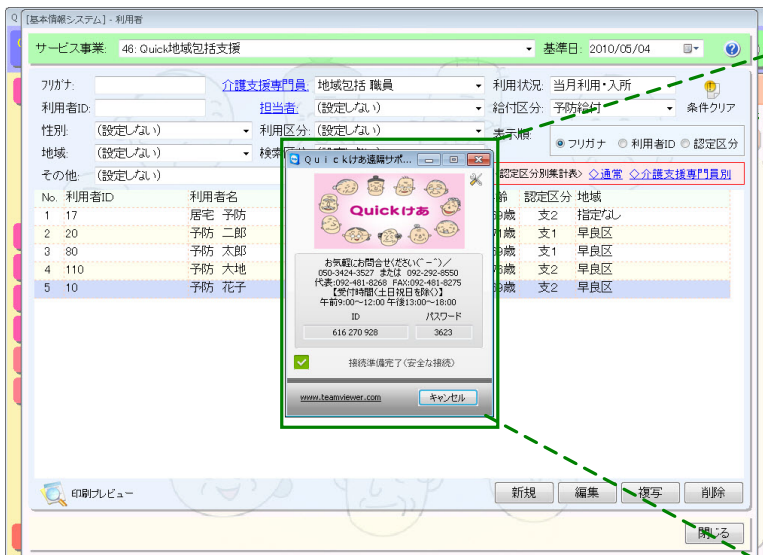 [基本情報システム] - 利用者
サービス事業: 46: Quick地域包括支援 基準日: 2010/05/04
フリガナ: 介護支援専門員: 地域包括 職員 利用状況: 当月利用・入所
利用者ID: 担当者: (設定しない) 給付区分: 予防給付 条件クリア
性別: (設定しない) 利用区分: (設定しない) 表示順:
フリガナ 利用者ID 認定区分
地域: (設定しない)
その他: (設定しない) 認定区分別集計表> ◇通常 ◇介護支援専門員別
No. 利用者ID 利用者名 認定区分 地域
1 17 居宅 予防 支2 指定なし
2 20 予防 二郎 支1 早良区
3 80 予防 太郎 支1 早良区
4 110 予防 大地 支2 早良区
5 10 予防 花子 支2 早良区
Quickけあ遠隔サポ...
Quickけあ
お気軽にお問合せください(^-^)/
050-3424-3527 または 092-292-8550
代表:092-481-8268 FAX:092-481-8275
【受付時間(土日祝日を除く)】
午前9:00~12:00 午後13:00~18:00
ID パスワード
616 270 928 3623
接続準備完了(安全な接続)
www.teamviewer.com キャンセル
印刷プレビュー 新規 編集 複写 削除
閉じる